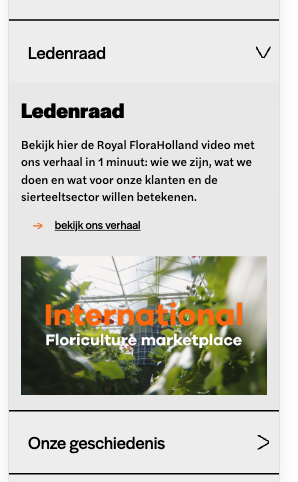 Ledenraad
Ledenraad
Bekijk hier de Royal FloraHolland video met
ons verhaal in 1 minuut: wie we zijn, wat we
doen en wat voor onze klanten en de
sierteeltsector willen betekenen.
bekijk ons verhaal
International
Floriculture marketplace
Onze geschiedenis